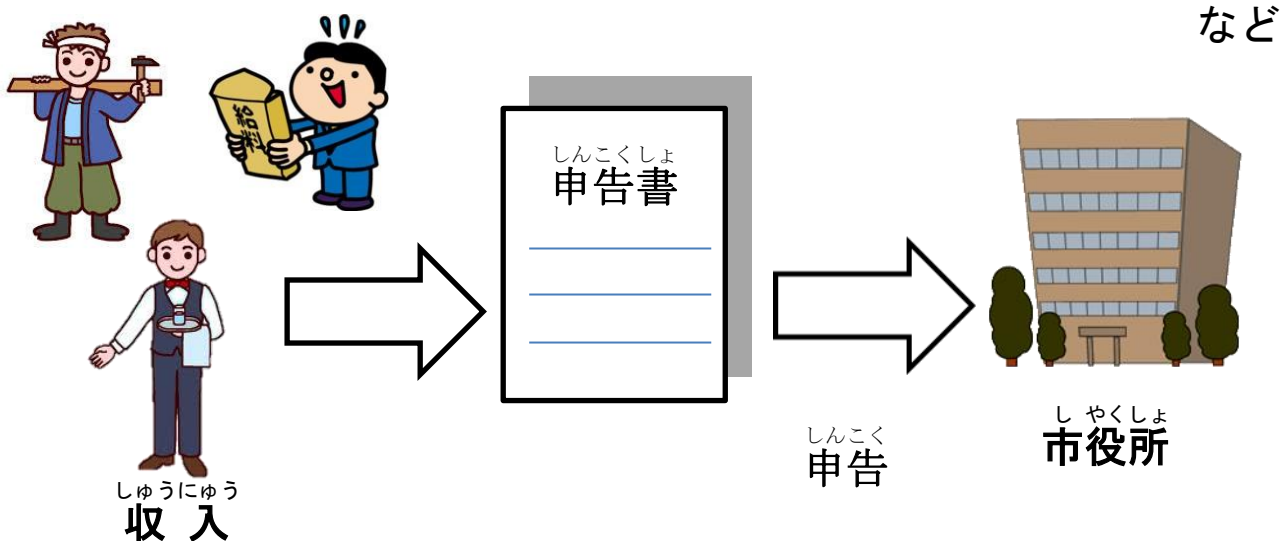 など
給料
しんこくしょ
申告書
しんこく
申告
し やくしょ
市役所
しゅうにゅう
収 入